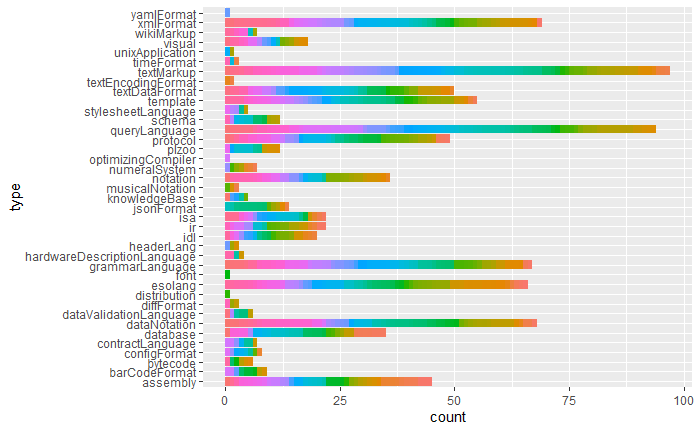 yamlFormat
xmlFormat
wikiMarkup
visual
unixApplication
timeFormat
textMarkup
textEncodingFormat
textDataFormat
template
stylesheetLanguage
schema
queryLanguage
protocol
plzoo
optimizingCompiler
numeralSystem
notation
musicalNotation
knowledgeBase
jsonFormat
isa
ir
idl
headerLang
hardwareDescriptionLanguage
grammarLanguage
font
esolang
distribution
diffFormat
dataValidationLanguage
dataNotation
database
contractLanguage
configFormat
bytecode
barCodeFormat
assembly
type
0 25 50 75 100
count